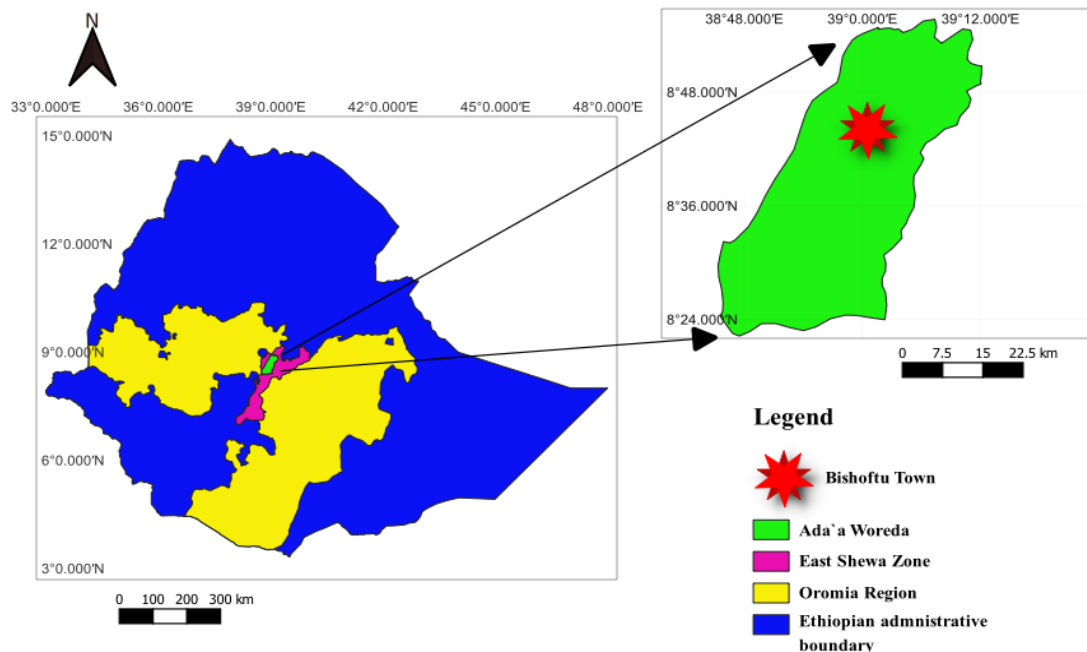 N
33°0.000'E 36°0.000'E 39°0.000'E 42°0.000'E 45°0.000'E 48°0.000'E
15°0.000'N
12°0.000'N
9°0.000'N
6°0.000'N
3°0.000'N
0 100 200 300 km
38°48.000'E 39°0.000'E 39°12.000'E
8°48.000'N
8°36.000'N
8°24.000'N
0 7.5 15 22.5 km
Legend
Bishoftu Town
Ada`a Woreda
East Shewa Zone
Oromia Region
Ethiopian admnistrative
boundary